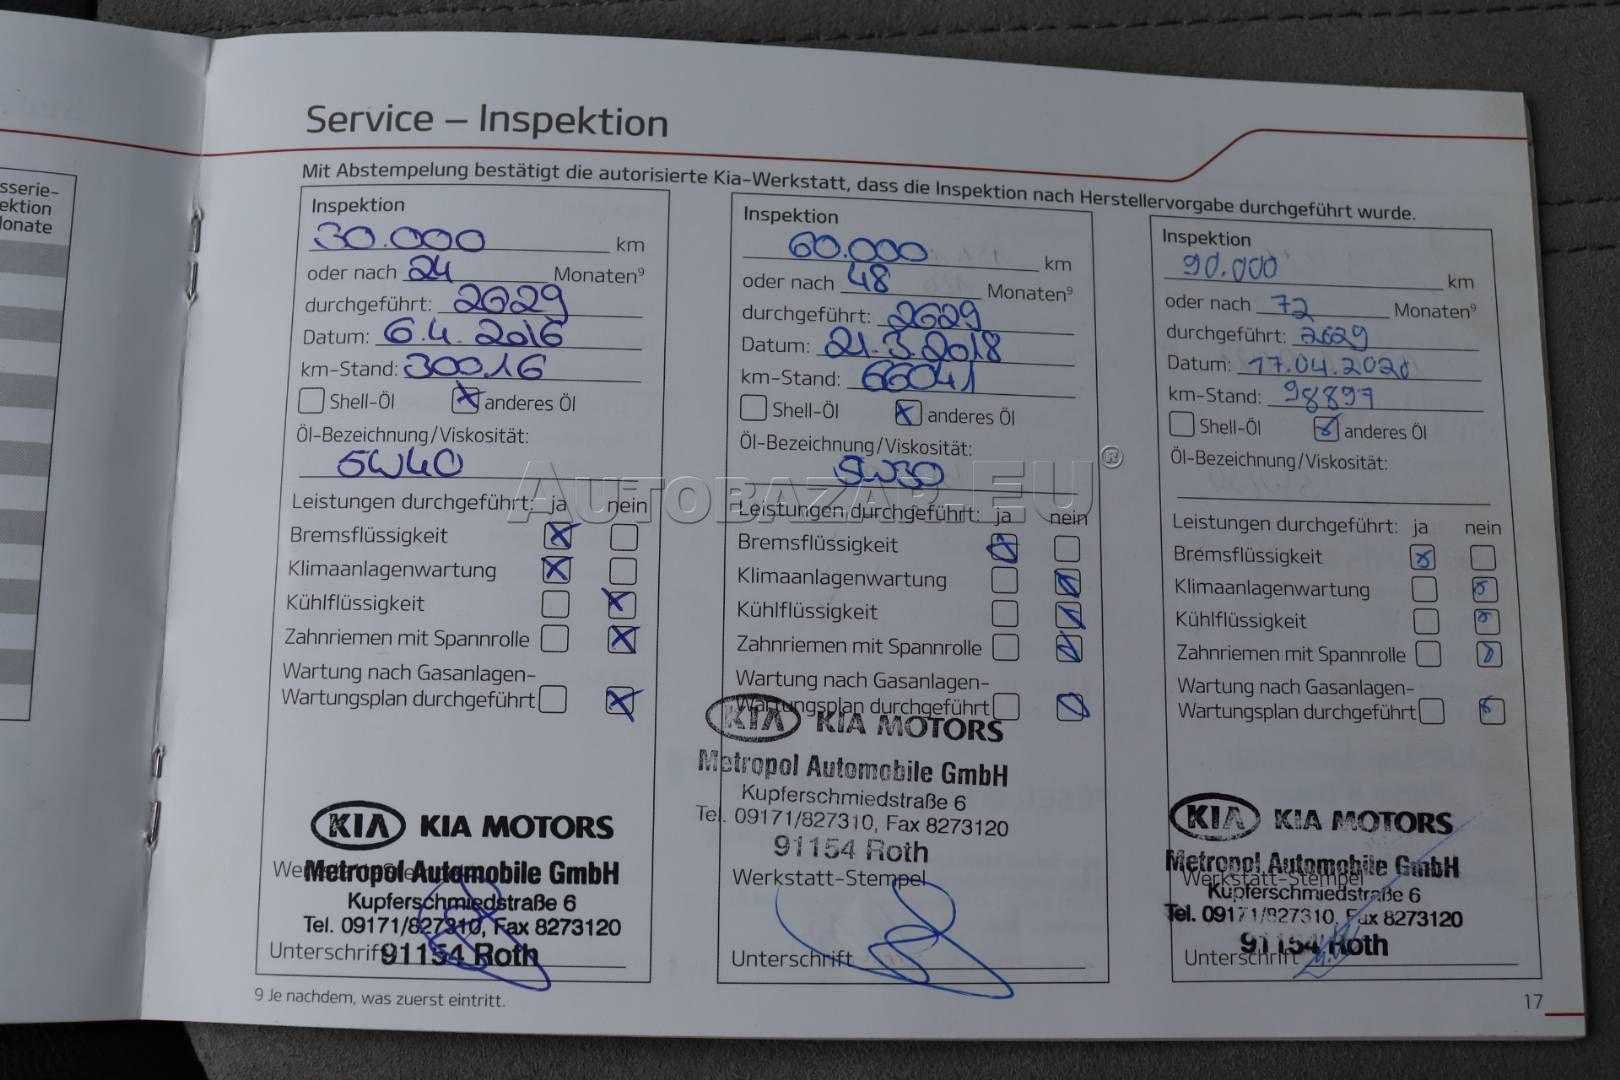 sserie-
ektion
Monate
Service – Inspektion
Mit Abstempelung bestätigt die autorisierte Kia-Werkstatt, dass die Inspektion nach Herstellervorgabe durchgeführt wurde.
Inspektion
30.000 km
oder nach 24 Monaten⁹
durchgeführt: 2629
Datum: 6.4.2016
km-Stand: 30016
Shell-Öl anderes Öl
Öl-Bezeichnung/Viskosität:
5W40
Leistungen durchgeführt: ja nein
Bremsflüssigkeit
Klimaanlagenwartung
Kühlflüssigkeit
Zahnriemen mit Spannrolle
Wartung nach Gasanlagen-
Wartungsplan durchgeführt
KIA KIA MOTORS
Metropol Automobile GmbH
Kupferschmiedstraße 6
Tel. 09171/827310, Fax 8273120
Unterschrift 91154 Roth
Inspektion
60.000 km
oder nach 48 Monaten⁹
durchgeführt: 2629
Datum: 21.3.2018
km-Stand: 66041
Shell-Öl anderes Öl
Öl-Bezeichnung/Viskosität:
5W30
Leistungen durchgeführt: ja nein
Bremsflüssigkeit
Klimaanlagenwartung
Kühlflüssigkeit
Zahnriemen mit Spannrolle
Wartung nach Gasanlagen-
Wartungsplan durchgeführt
KIA KIA MOTORS
Metropol Automobile GmbH
Kupferschmiedstraße 6
Tel. 09171/827310, Fax 8273120
91154 Roth
Werkstatt-Stempel
Unterschrift
Inspektion
90.000 km
oder nach 72 Monaten⁹
durchgeführt: 2629
Datum: 17.04.2020
km-Stand: 98897
Shell-Öl anderes Öl
Öl-Bezeichnung/Viskosität:
Leistungen durchgeführt: ja nein
Bremsflüssigkeit
Klimaanlagenwartung
Kühlflüssigkeit
Zahnriemen mit Spannrolle
Wartung nach Gasanlagen-
Wartungsplan durchgeführt
KIA KIA MOTORS
Metropol Automobile GmbH
Werkstatt-Stempel
Kupferschmiedstraße 6
Tel. 09171/827310, Fax 8273120
91154 Roth
Unterschrift
9 Je nachdem, was zuerst eintritt.
17
AUTOBAZAR.EU®